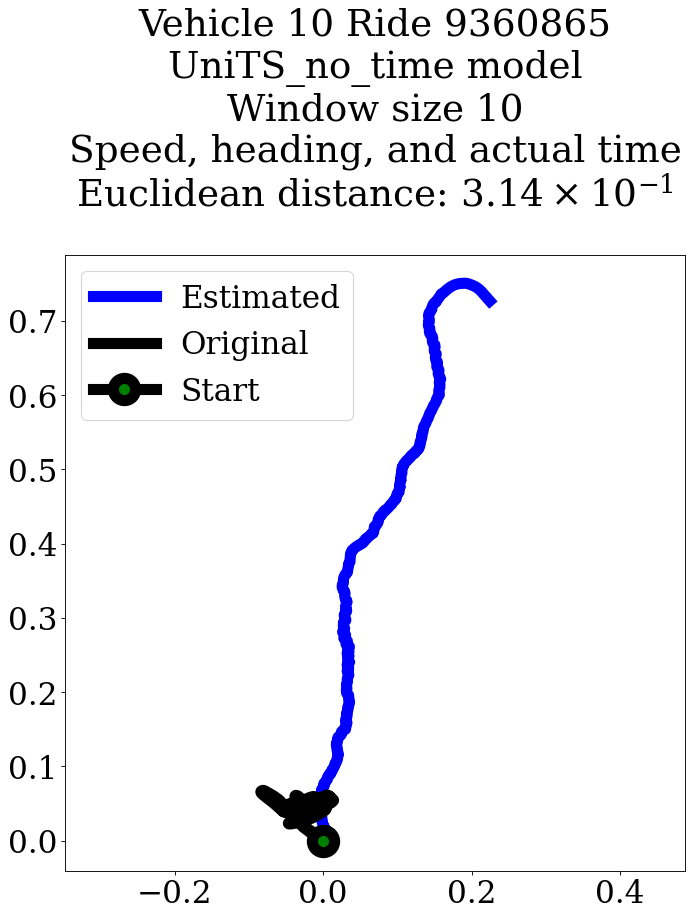 Vehicle 10 Ride 9360865
UniTS_no_time model
Window size 10
Speed, heading, and actual time
Euclidean distance: 3.14 × 10⁻¹
Estimated
Original
Start
0.7
0.6
0.5
0.4
0.3
0.2
0.1
0.0
−0.2 0.0 0.2 0.4